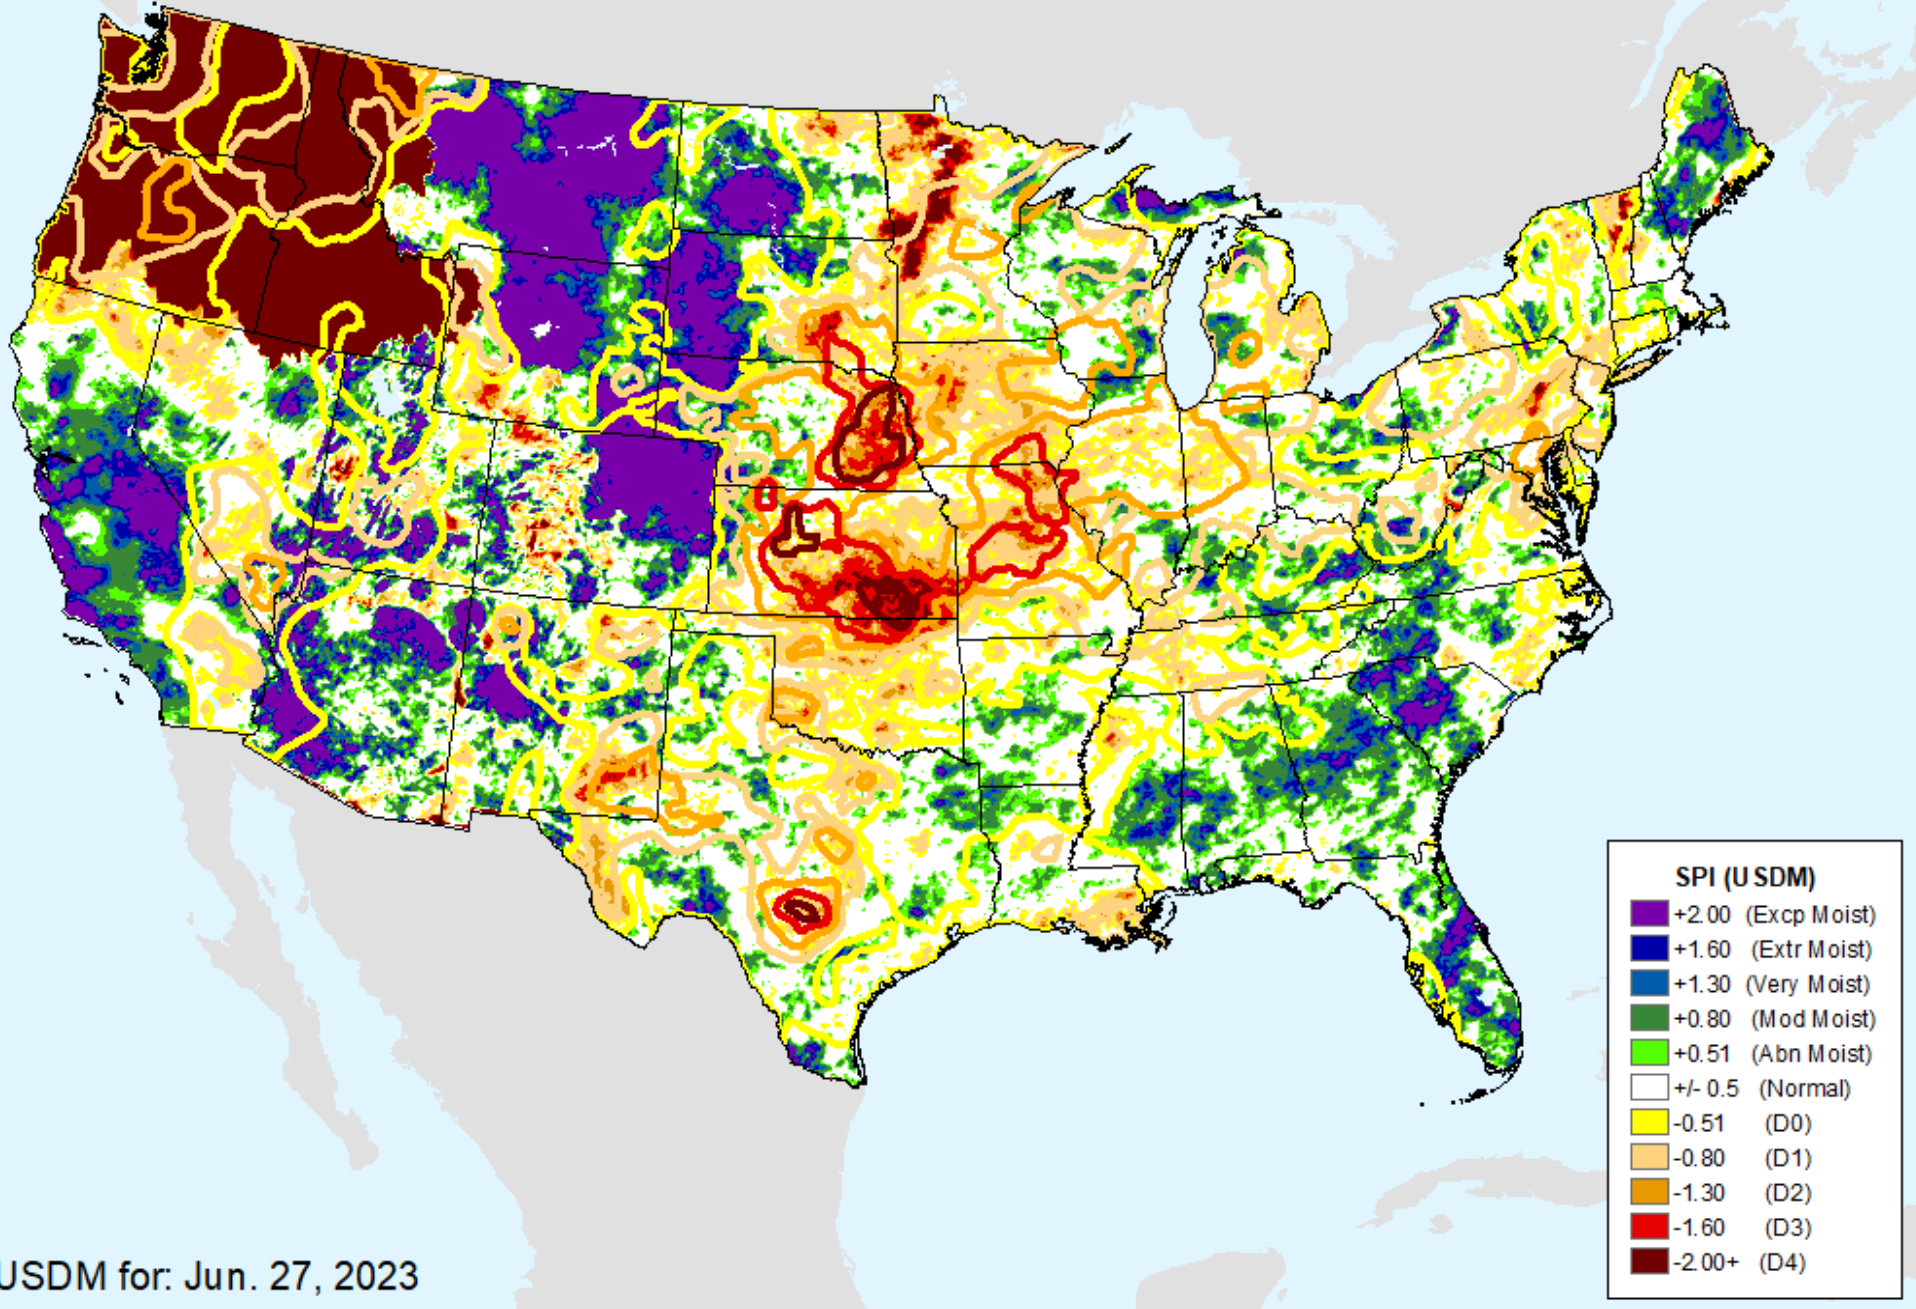 SPI (USDM)
+2.00 (Excp Moist)
+1.60 (Extr Moist)
+1.30 (Very Moist)
+0.80 (Mod Moist)
+0.51 (Abn Moist)
+/- 0.5 (Normal)
-0.51 (D0)
-0.80 (D1)
-1.30 (D2)
-1.60 (D3)
-2.00+ (D4)
USDM for: Jun. 27, 2023